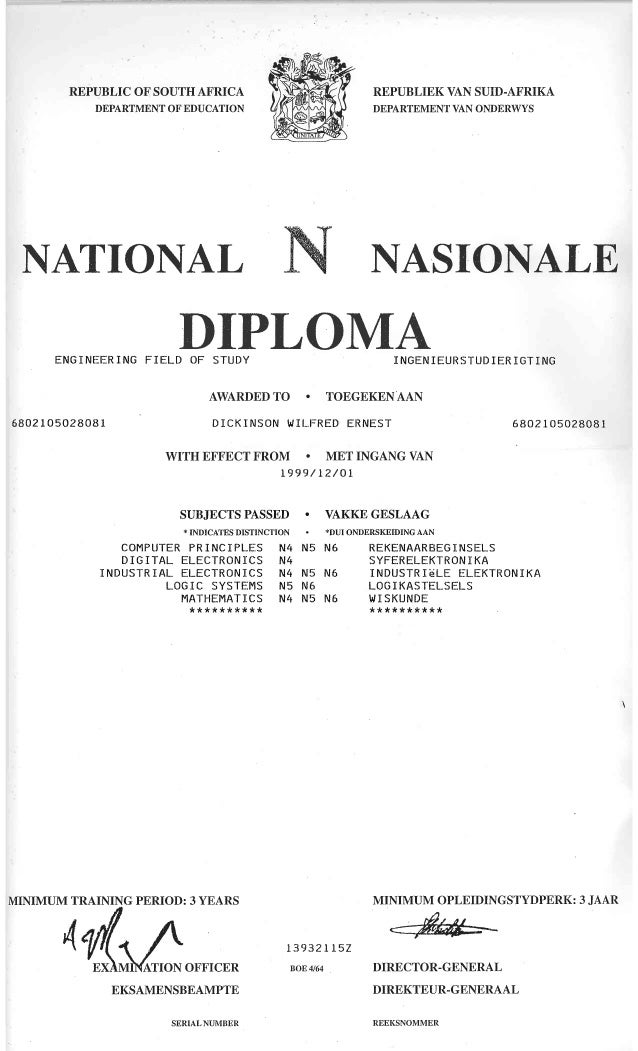 REPUBLIC OF SOUTH AFRICA REPUBLIEK VAN SUID-AFRIKA
DEPARTMENT OF EDUCATION DEPARTEMENT VAN ONDERWYS
UNITATE
NATIONAL N NASIONALE
DIPLOMA
ENGINEERING FIELD OF STUDY INGENIEURSTUDIERIGTING
AWARDED TO • TOEGEKEN AAN
6802105028081 DICKINSON WILFRED ERNEST 6802105028081
WITH EFFECT FROM • MET INGANG VAN
1999/12/01
SUBJECTS PASSED • VAKKE GESLAAG
* INDICATES DISTINCTION • *DUI ONDERSKEIDING AAN
COMPUTER PRINCIPLES N4 N5 N6 REKENAARBEGINSELS
DIGITAL ELECTRONICS N4 SYFERELEKTRONIKA
INDUSTRIAL ELECTRONICS N4 N5 N6 INDUSTRIëLE ELEKTRONIKA
LOGIC SYSTEMS N5 N6 LOGIKASTELSELS
MATHEMATICS N4 N5 N6 WISKUNDE
********** **********
MINIMUM TRAINING PERIOD: 3 YEARS MINIMUM OPLEIDINGSTYDPERK: 3 JAAR
13932115Z
EXAMINATION OFFICER BOE 4/64 DIRECTOR-GENERAL
EKSAMENSBEAMPTE DIREKTEUR-GENERAAL
SERIAL NUMBER REEKSNOMMER